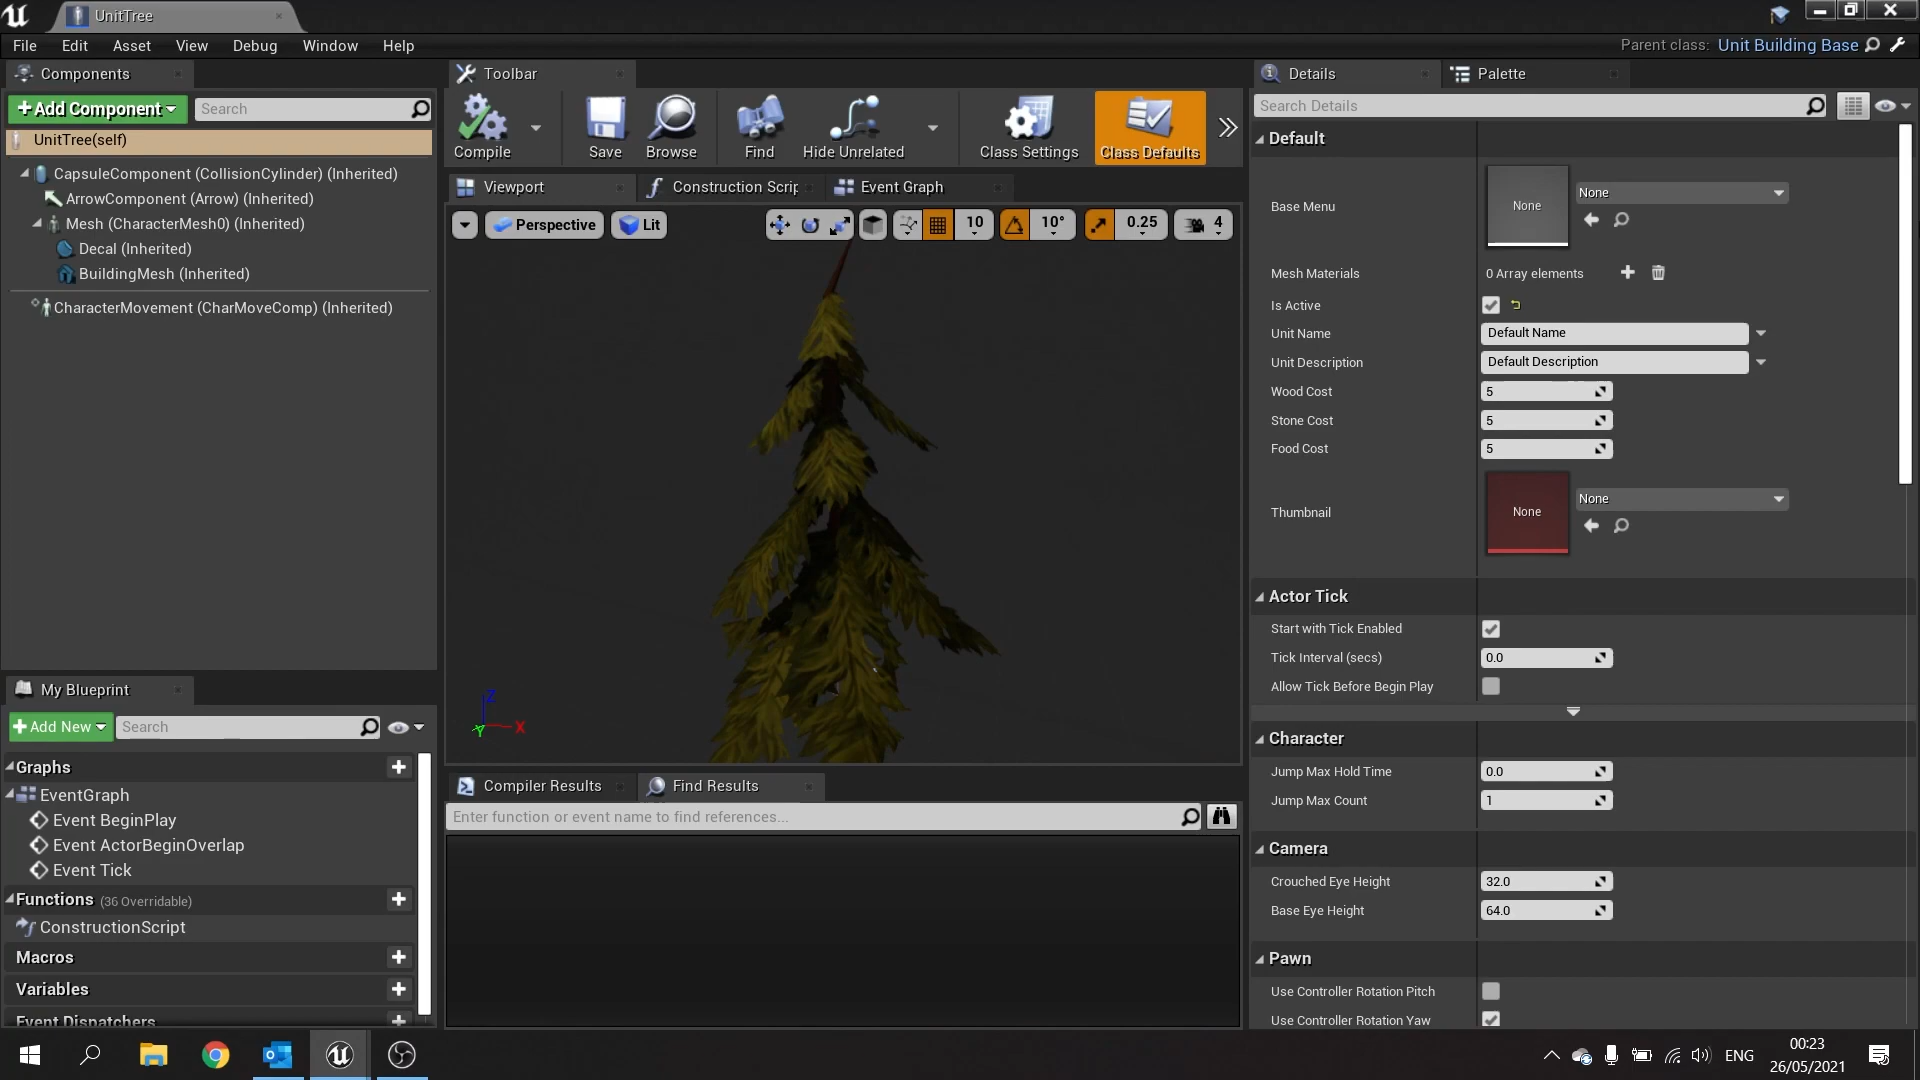 UnitTree
File Edit Asset View Debug Window Help
Parent class: Unit Building Base
Components
Add Component
Search
UnitTree(self)
CapsuleComponent (CollisionCylinder) (Inherited)
ArrowComponent (Arrow) (Inherited)
Mesh (CharacterMesh0) (Inherited)
Decal (Inherited)
BuildingMesh (Inherited)
CharacterMovement (CharMoveComp) (Inherited)
My Blueprint
Add New
Search
Graphs
EventGraph
Event BeginPlay
Event ActorBeginOverlap
Event Tick
Functions (36 Overridable)
ConstructionScript
Macros
Variables
Event Dispatchers
Toolbar
Compile Save Browse Find Hide Unrelated Class Settings Class Defaults
Viewport Construction Scrip Event Graph
Perspective Lit 10 10° 0.25 4
Z
Y X
Compiler Results Find Results
Enter function or event name to find references...
Details Palette
Search Details
Default
Base Menu None None
Mesh Materials 0 Array elements
Is Active
Unit Name Default Name
Unit Description Default Description
Wood Cost 5
Stone Cost 5
Food Cost 5
Thumbnail None None
Actor Tick
Start with Tick Enabled
Tick Interval (secs) 0.0
Allow Tick Before Begin Play
Character
Jump Max Hold Time 0.0
Jump Max Count 1
Camera
Crouched Eye Height 32.0
Base Eye Height 64.0
Pawn
Use Controller Rotation Pitch
Use Controller Rotation Yaw
ENG
00:23
26/05/2021